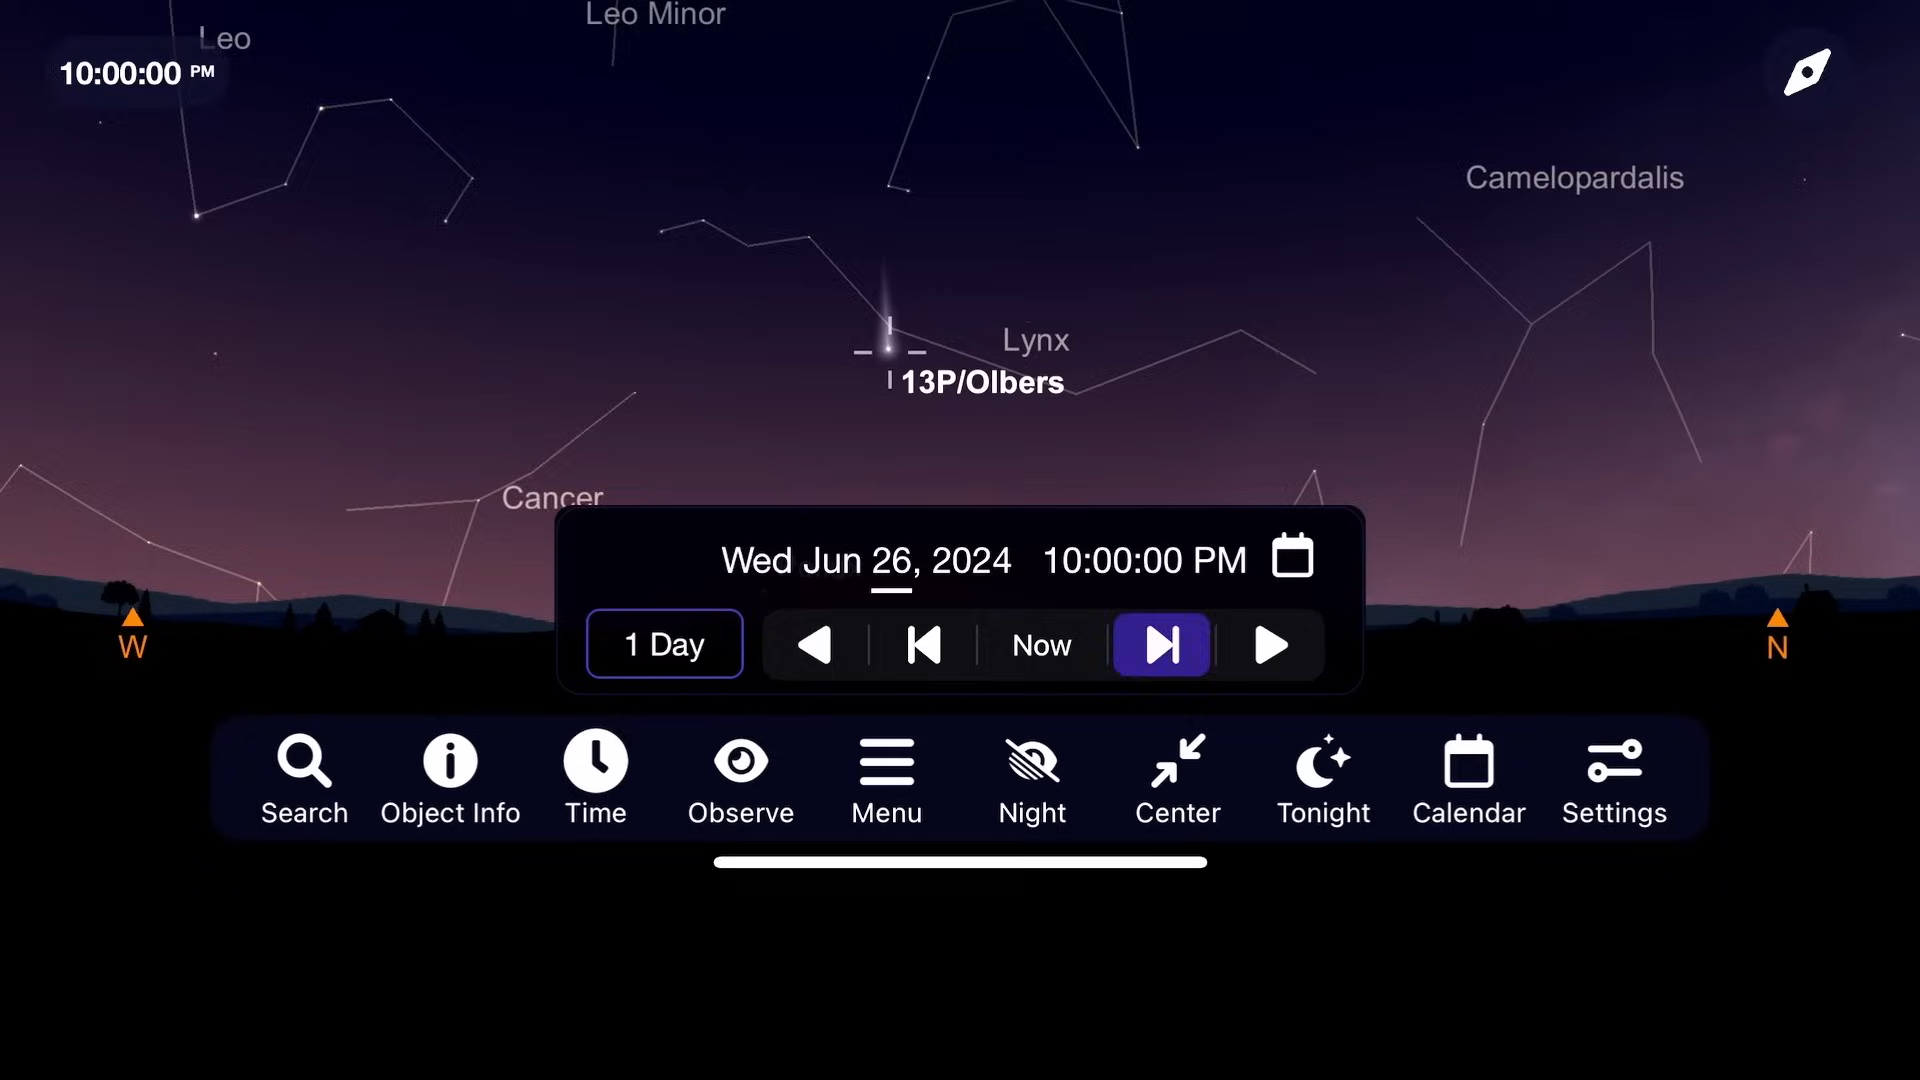 Leo Minor
Leo
10:00:00 PM
Camelopardalis
Lynx
13P/Olbers
Cancer
Wed Jun 26, 2024 10:00:00 PM
W
N
1 Day
Now
Search
Object Info
Time
Observe
Menu
Night
Center
Tonight
Calendar
Settings